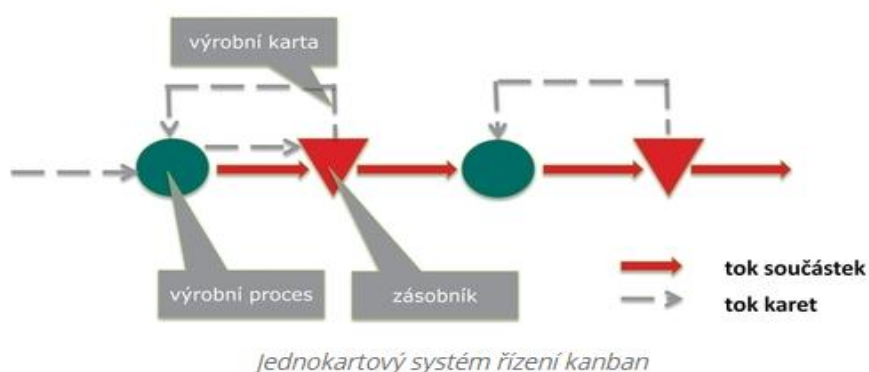 výrobní karta
výrobní proces
zásobník
tok součástek
tok karet
Jednokartový systém řízení kanban